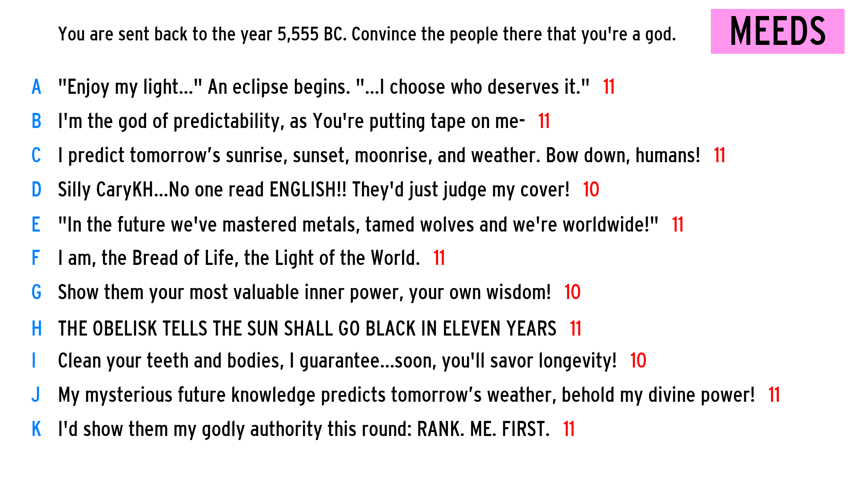 You are sent back to the year 5,555 BC. Convince the people there that you're a god.
MEEDS
A "Enjoy my light..." An eclipse begins. "...I choose who deserves it." 11
B I'm the god of predictability, as You're putting tape on me- 11
C I predict tomorrow's sunrise, sunset, moonrise, and weather. Bow down, humans! 11
D Silly CaryKH...No one read ENGLISH!! They'd just judge my cover! 10
E "In the future we've mastered metals, tamed wolves and we're worldwide!" 11
F I am, the Bread of Life, the Light of the World. 11
G Show them your most valuable inner power, your own wisdom! 10
H THE OBELISK TELLS THE SUN SHALL GO BLACK IN ELEVEN YEARS 11
I Clean your teeth and bodies, I guarantee...soon, you'll savor longevity! 10
J My mysterious future knowledge predicts tomorrow's weather, behold my divine power! 11
K I'd show them my godly authority this round: RANK. ME. FIRST. 11